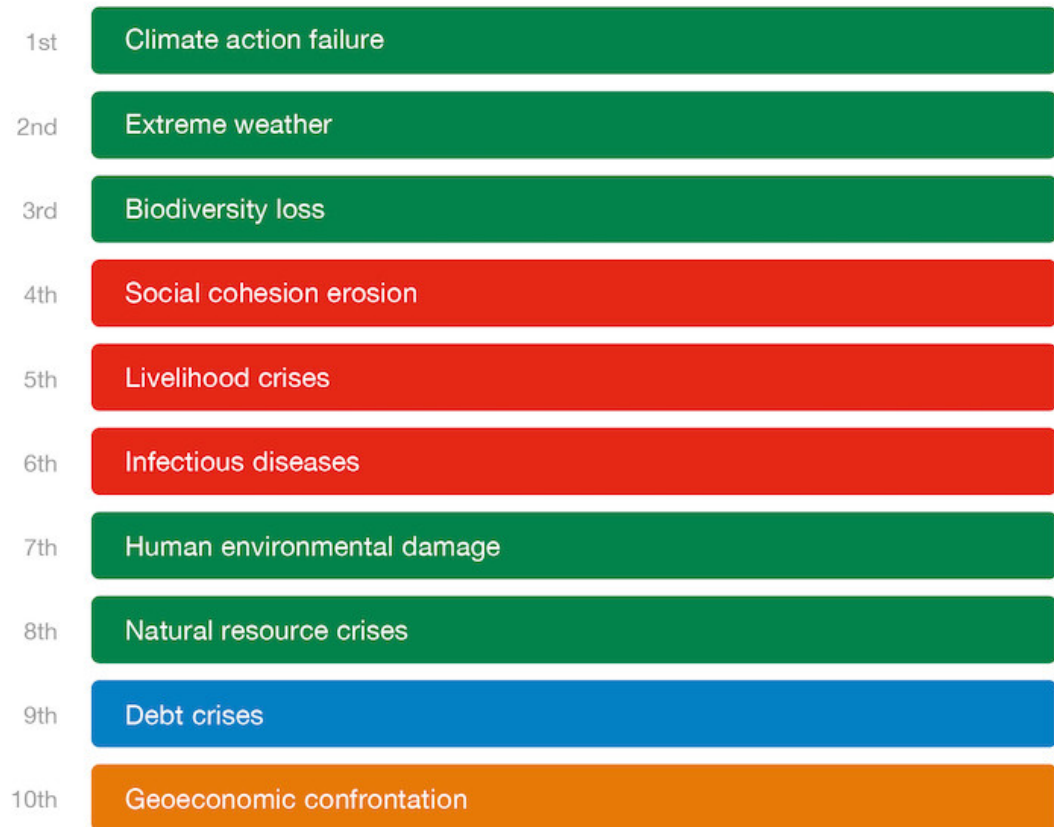 1st Climate action failure
2nd Extreme weather
3rd Biodiversity loss
4th Social cohesion erosion
5th Livelihood crises
6th Infectious diseases
7th Human environmental damage
8th Natural resource crises
9th Debt crises
10th Geoeconomic confrontation